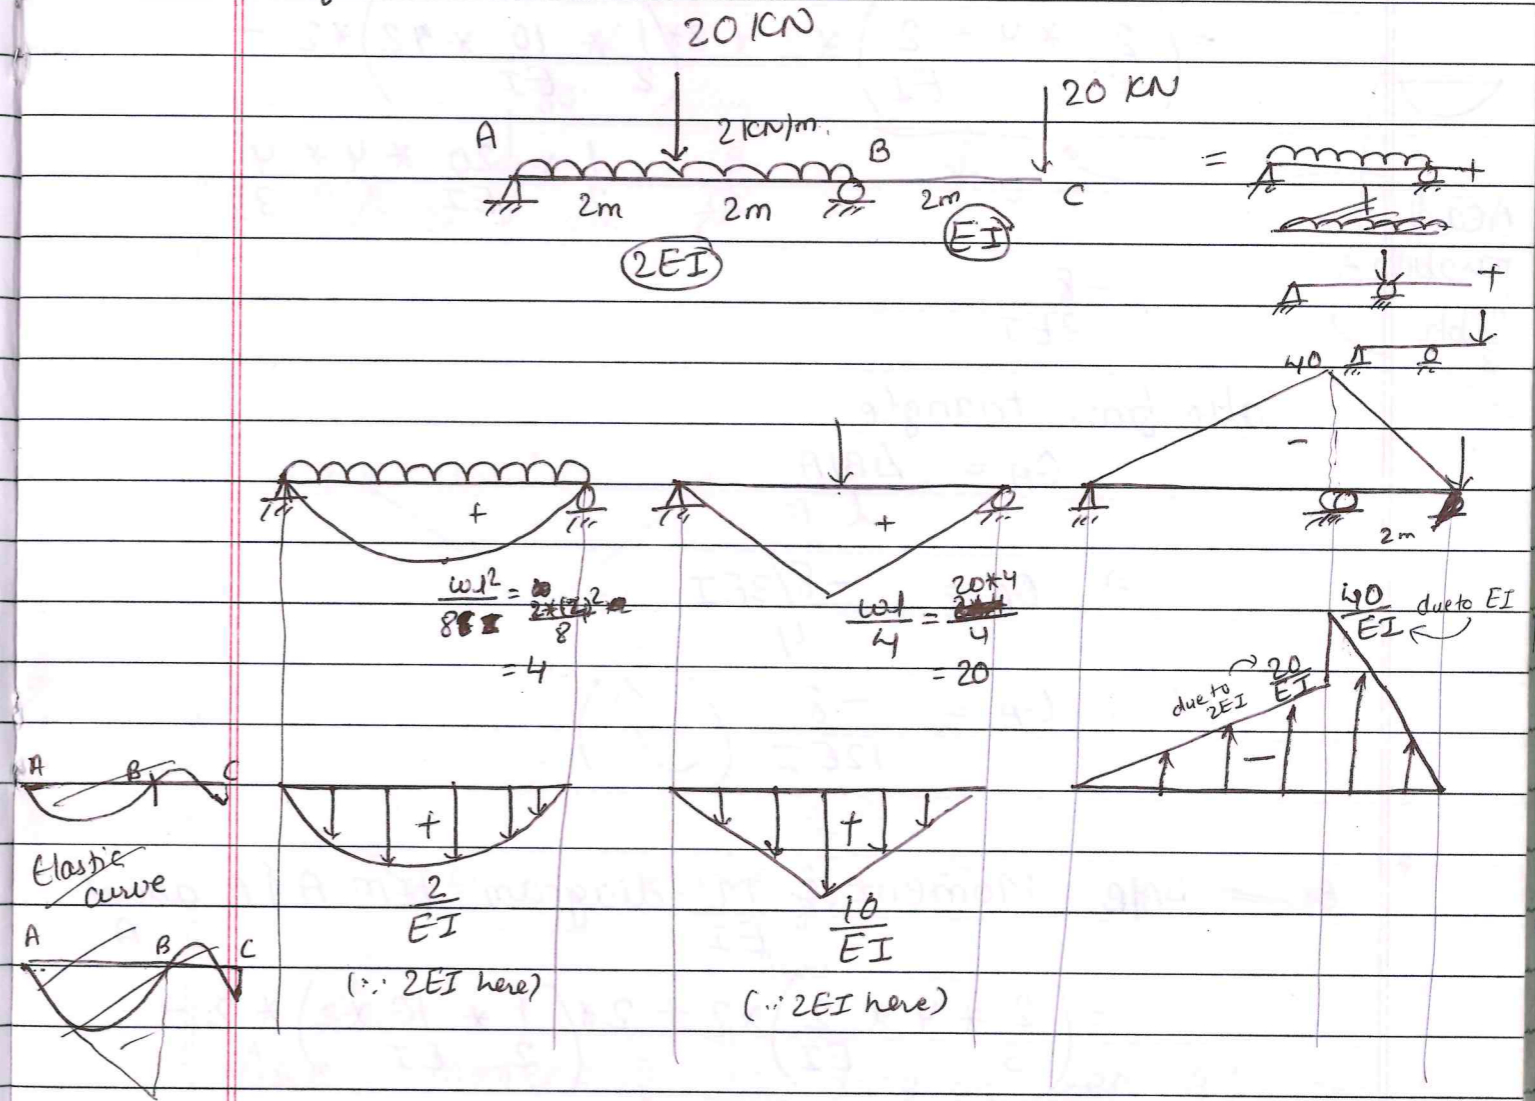 20 KN
20 KN
A 2 KN/m. B
=
+
2m 2m 2m C
2EI EI
+
40
-
+ +
2m
wl²/8 = 2*(2)²/8
= 4
wl/4 = 20*4/4
= 20
40/EI due to EI
due to 2EI 20/EI
-
A B C
+ +
Elastic
curve
2/EI
10/EI
A B C
(∵ 2EI here)
(∵ 2EI here)